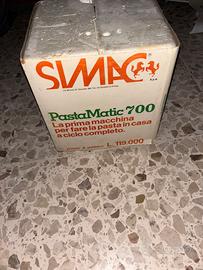 SIMAC
PastaMatic 700
La prima macchina
per fare la pasta in casa
a ciclo completo.
L. 119.000